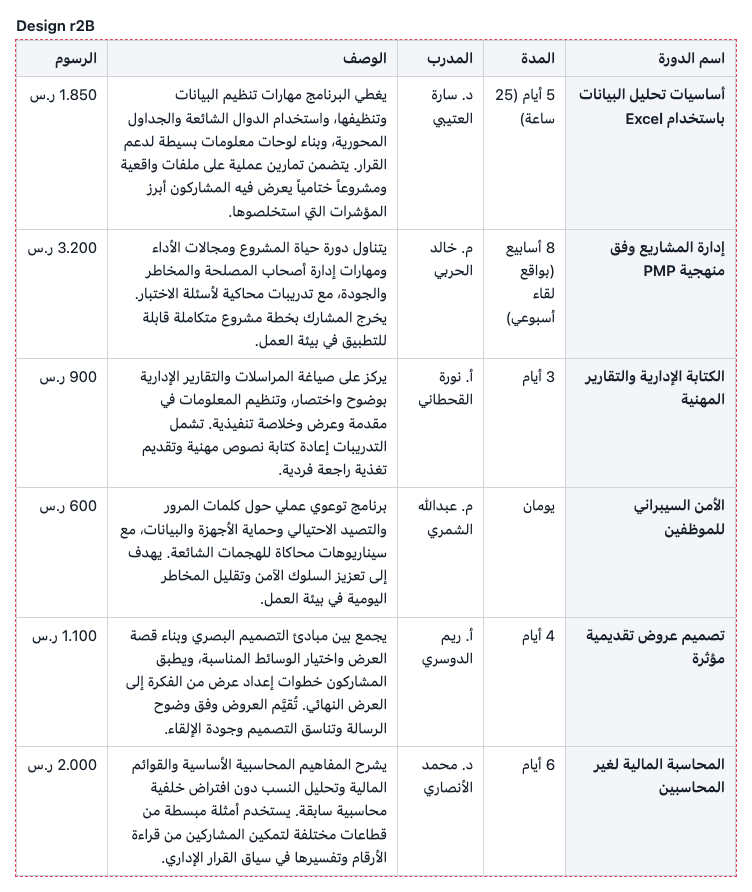 Design r2B
اسم الدورة
المدة
المدرب
الوصف
الرسوم
أساسيات تحليل البيانات
باستخدام Excel
5 أيام (25
ساعة)
د. سارة
العتيبي
يغطي البرنامج مهارات تنظيم البيانات
وتنظيفها، واستخدام الدوال الشائعة والجداول
المحورية، وبناء لوحات معلومات بسيطة لدعم
القرار. يتضمن تمارين عملية على ملفات واقعية
ومشروعاً ختامياً يعرض فيه المشاركون أبرز
المؤشرات التي استخلصوها.
1.850 ر.س
إدارة المشاريع وفق
منهجية PMP
8 أسابيع
(بواقع
لقاء
أسبوعي)
م. خالد
الحربي
يتناول دورة حياة المشروع ومجالات الأداء
ومهارات إدارة أصحاب المصلحة والمخاطر
والجودة، مع تدريبات محاكية لأسئلة الاختبار.
يخرج المشارك بخطة مشروع متكاملة قابلة
للتطبيق في بيئة العمل.
3.200 ر.س
الكتابة الإدارية والتقارير
المهنية
3 أيام
أ. نورة
القحطاني
يركز على صياغة المراسلات والتقارير الإدارية
بوضوح واختصار، وتنظيم المعلومات في
مقدمة وعرض وخلاصة تنفيذية. تشمل
التدريبات إعادة كتابة نصوص مهنية وتقديم
تغذية راجعة فردية.
900 ر.س
الأمن السيبراني
للموظفين
يومان
م. عبدالله
الشمري
برنامج توعوي عملي حول كلمات المرور
والتصيد الاحتيالي وحماية الأجهزة والبيانات، مع
سيناريوهات محاكاة للهجمات الشائعة. يهدف
إلى تعزيز السلوك الآمن وتقليل المخاطر
اليومية في بيئة العمل.
600 ر.س
تصميم عروض تقديمية
مؤثرة
4 أيام
أ. ريم
الدوسري
يجمع بين مبادئ التصميم البصري وبناء قصة
العرض واختيار الوسائط المناسبة، ويطبق
المشاركون خطوات إعداد عرض من الفكرة إلى
العرض النهائي. تُقيَّم العروض وفق وضوح
الرسالة وتناسق التصميم وجودة الإلقاء.
1.100 ر.س
المحاسبة المالية لغير
المحاسبين
6 أيام
د. محمد
الأنصاري
يشرح المفاهيم المحاسبية الأساسية والقوائم
المالية وتحليل النسب دون افتراض خلفية
محاسبية سابقة. يستخدم أمثلة مبسطة من
قطاعات مختلفة لتمكين المشاركين من قراءة
الأرقام وتفسيرها في سياق القرار الإداري.
2.000 ر.س